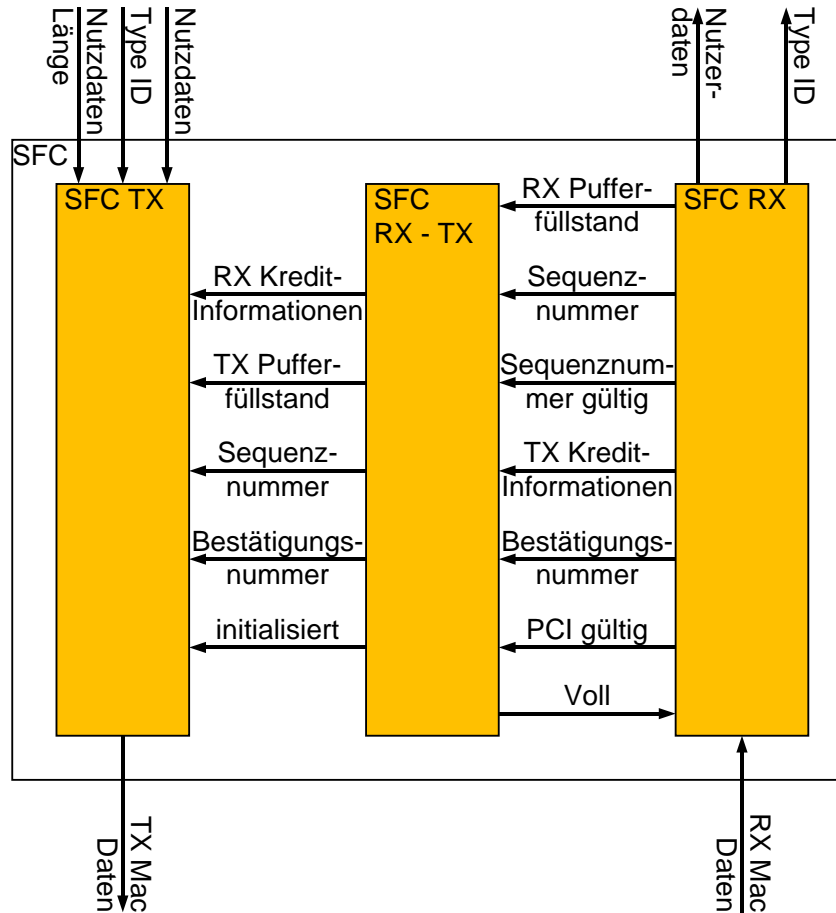 Nutzdaten
Länge
Type ID
Nutzdaten
Nutzer-
daten
Type ID
SFC
SFC TX
SFC
RX - TX
SFC RX
RX Puffer-
füllstand
RX Kredit-
Informationen
Sequenz-
nummer
TX Puffer-
füllstand
Sequenznum-
mer gültig
Sequenz-
nummer
TX Kredit-
Informationen
Bestätigungs-
nummer
Bestätigungs-
nummer
initialisiert
PCI gültig
Voll
TX Mac
Daten
RX Mac
Daten